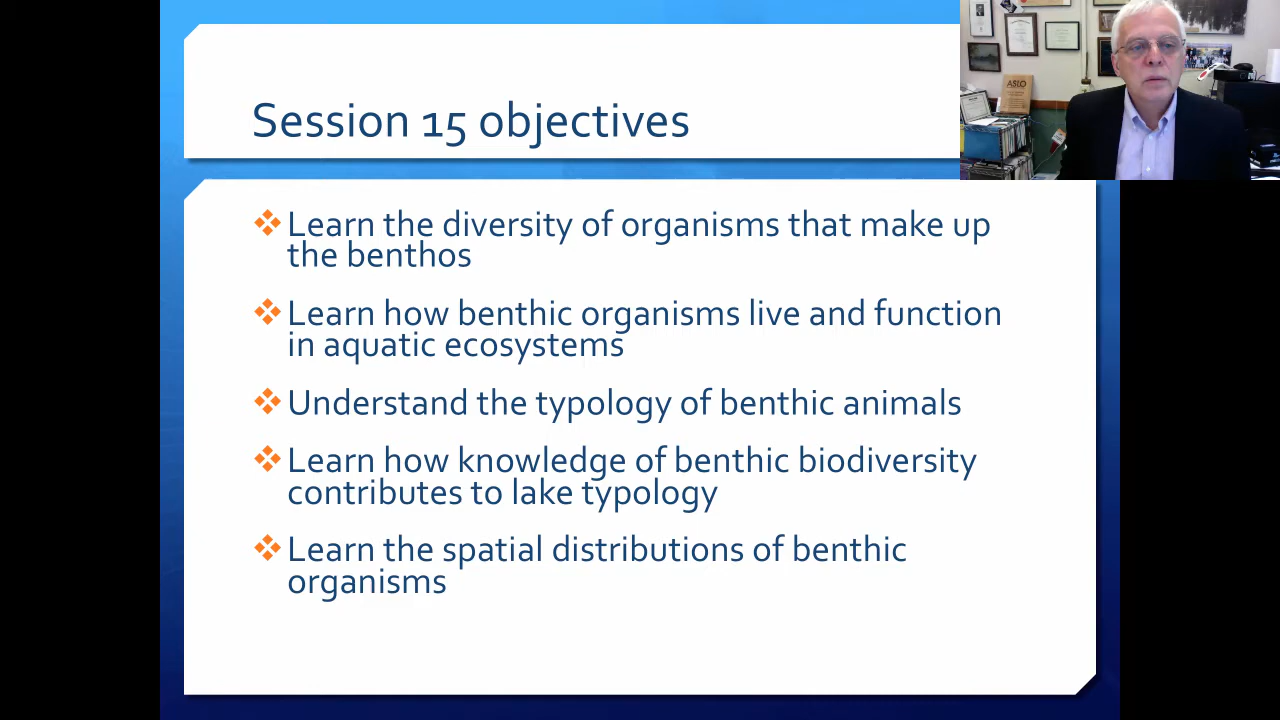 Session 15 objectives
ASLO
Learn the diversity of organisms that make up
the benthos
Learn how benthic organisms live and function
in aquatic ecosystems
Understand the typology of benthic animals
Learn how knowledge of benthic biodiversity
contributes to lake typology
Learn the spatial distributions of benthic
organisms